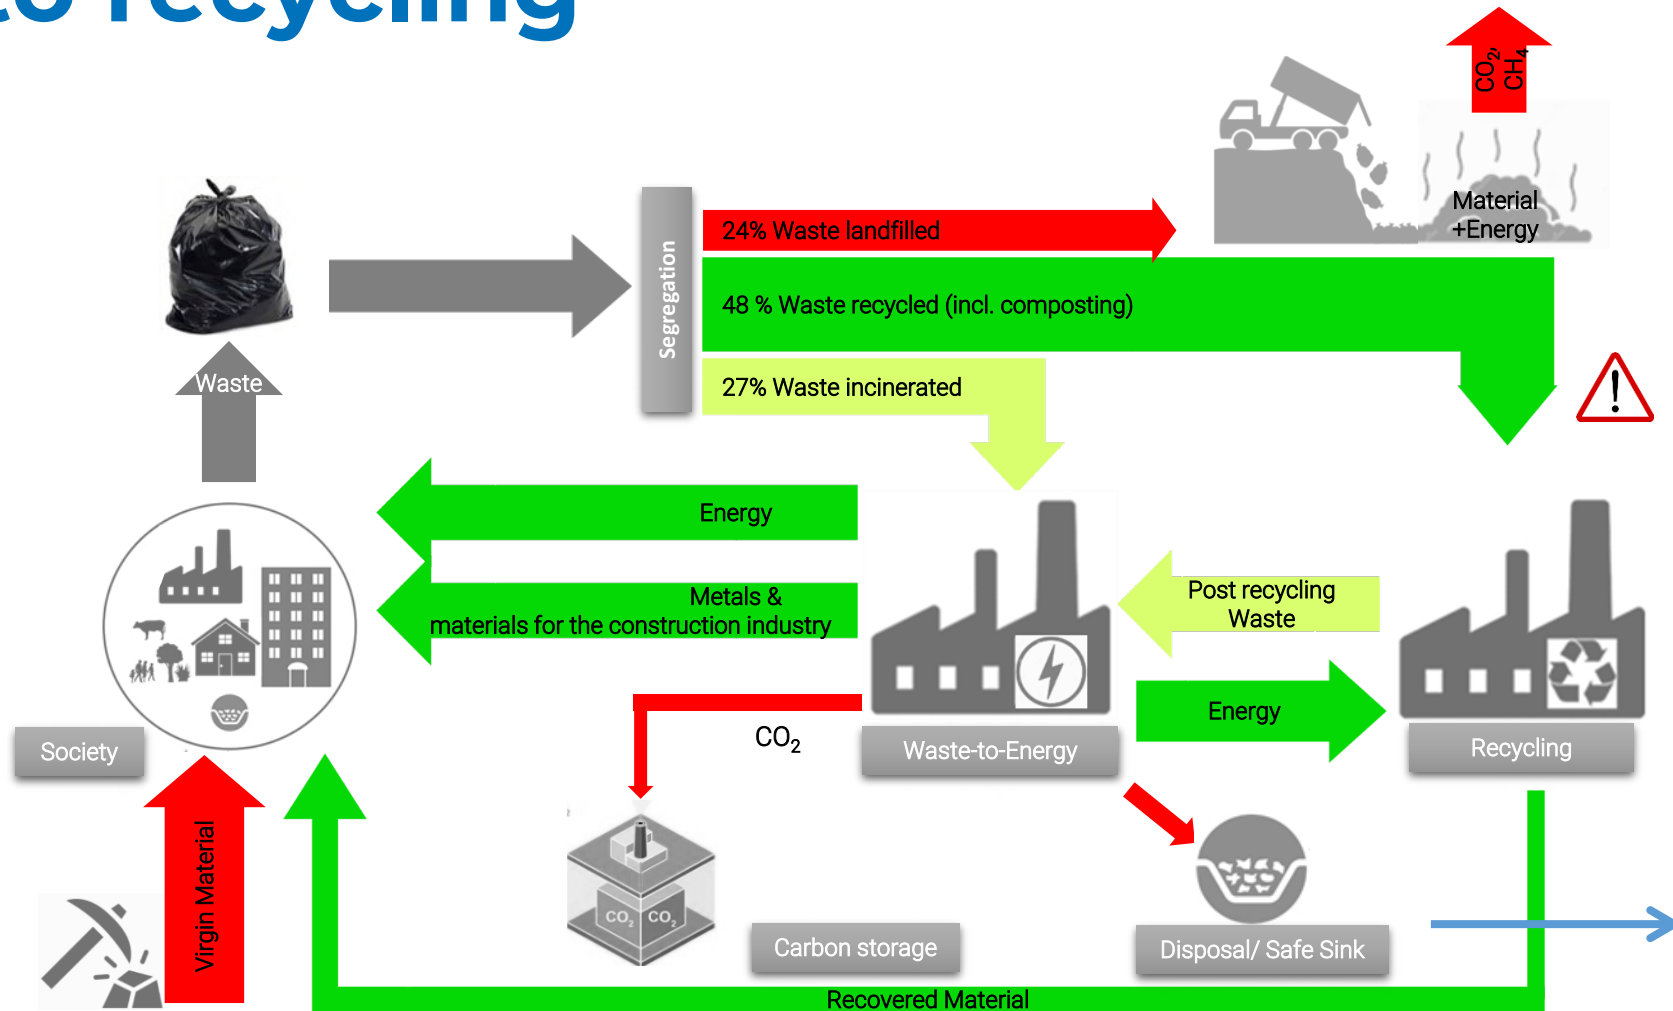 to recycling
CO₂,
CH₄
Material
+Energy
24% Waste landfilled
Segregation
48 % Waste recycled (incl. composting)
27% Waste incinerated
Waste
Energy
Metals &
materials for the construction industry
Post recycling
Waste
Energy
CO₂
Society
Waste-to-Energy
Recycling
Virgin Material
CO₂ CO₂
Carbon storage
Disposal/ Safe Sink
Recovered Material